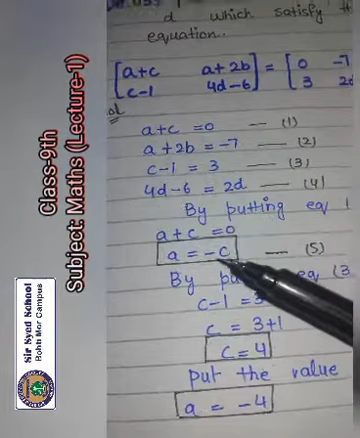 Class-9th
Subject Maths (Lecture-1)
Sir Syed School
Rohhi Mor Campus
d which satisfy
equation..
[a+c a+2b] = [0 -7
c-1 4d-6] 3 2d
a+c = 0 — (1)
a+2b = -7 — (2)
c-1 = 3 — (3)
4d-6 = 2d — (4)
By putting eq 1
a+c = 0
a = -c — (5)
By eq (3
c-1 = 3
c = 3+1
c = 4
put the value
a = -4